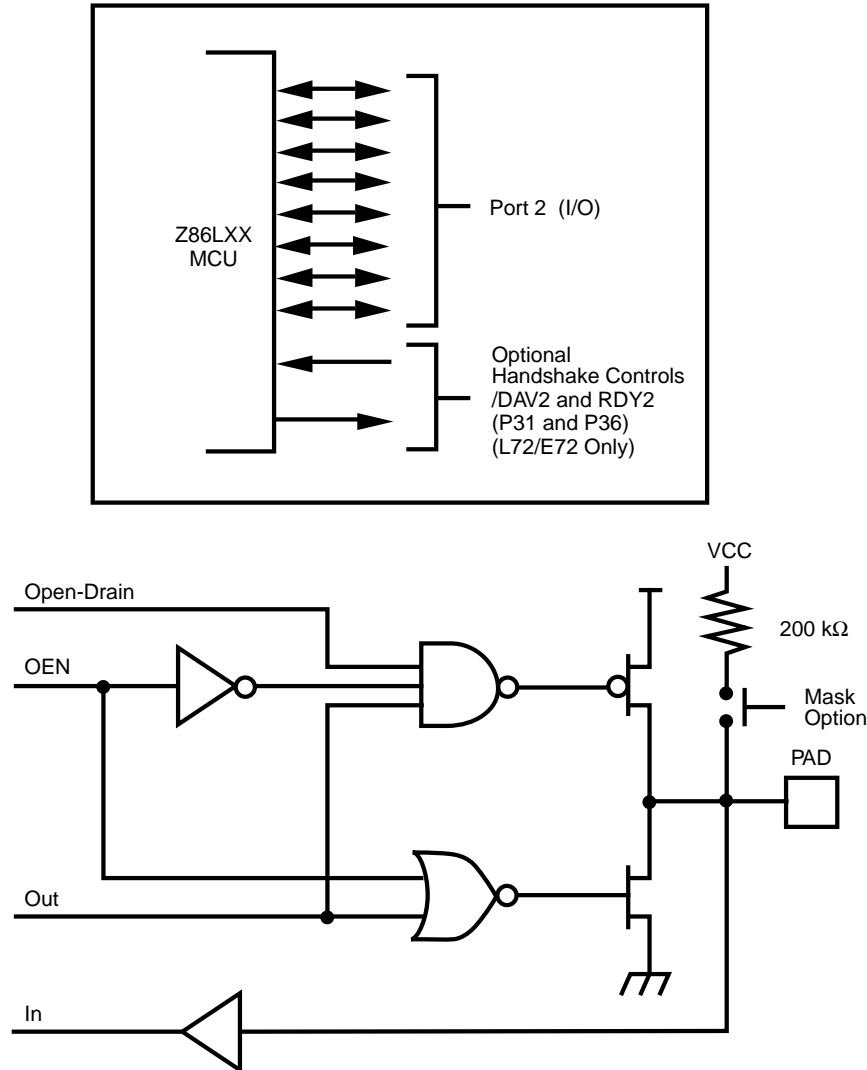 Z86LXX
MCU
Port 2 (I/O)
Optional
Handshake Controls
/DAV2 and RDY2
(P31 and P36)
(L72/E72 Only)
VCC
Open-Drain
200 kΩ
OEN
Mask
Option
PAD
Out
In